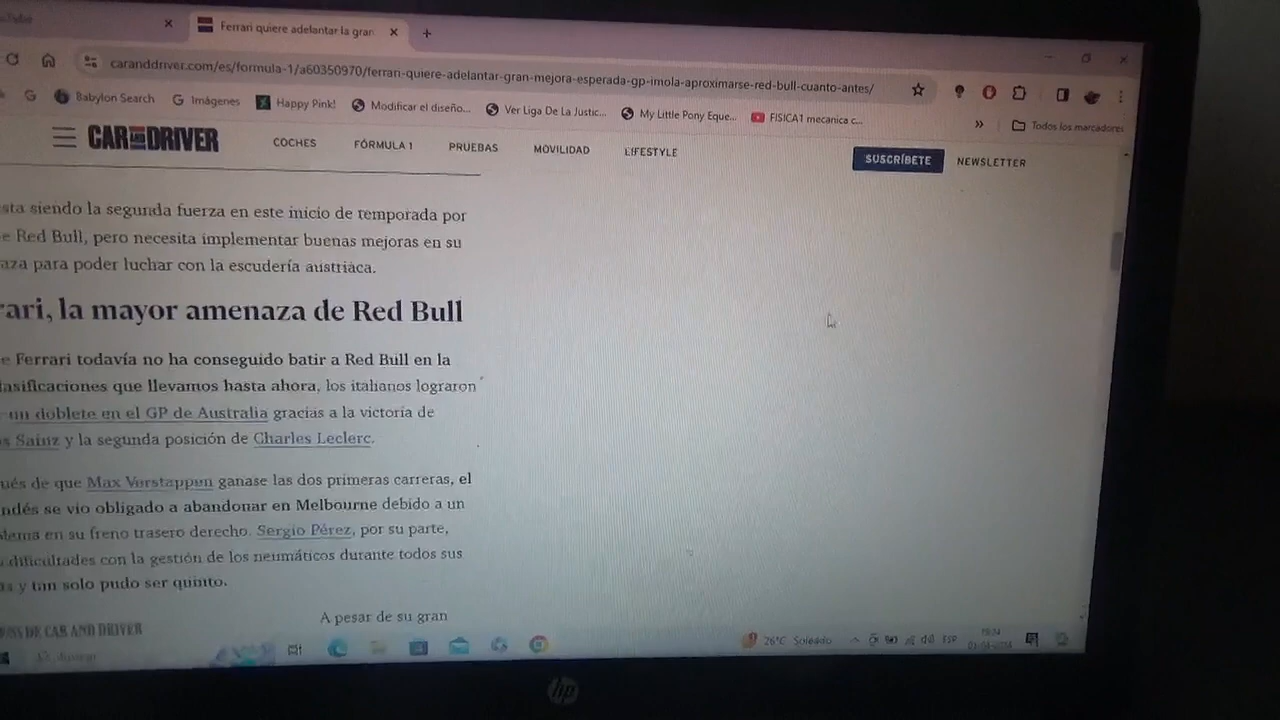 Ferrari quiere adelantar la gran
caranddriver.com/es/formula-1/a60350970/ferrari-quiere-adelantar-gran-mejora-esperada-gp-imola-aproximarse-red-bull-cuanto-antes/
Babylon Search
Imágenes
Happy Pink!
Modificar el diseño...
Ver Liga De La Justic...
My Little Pony Eque...
FISICA1 mecanica c...
»
Todos los marcadores
CAR AND DRIVER
COCHES
FÓRMULA 1
PRUEBAS
MOVILIDAD
LIFESTYLE
SUSCRÍBETE
NEWSLETTER
sta siendo la segunda fuerza en este inicio de temporada por
e Red Bull, pero necesita implementar buenas mejoras en su
aza para poder luchar con la escudería austriaca.
rari, la mayor amenaza de Red Bull
e Ferrari todavía no ha conseguido batir a Red Bull en la
lasificaciones que llevamos hasta ahora, los italianos lograron
un doblete en el GP de Australia gracias a la victoria de
os Sainz y la segunda posición de Charles Leclerc.
ués de que Max Verstappen ganase las dos primeras carreras, el
ndés se vio obligado a abandonar en Melbourne debido a un
lema en su freno trasero derecho. Sergio Pérez, por su parte,
dificultades con la gestión de los neumáticos durante todos sus
as y tan solo pudo ser quinto.
A pesar de su gran
DE CAR AND DRIVER
Buscar
26°C Soleado
ESP
hp